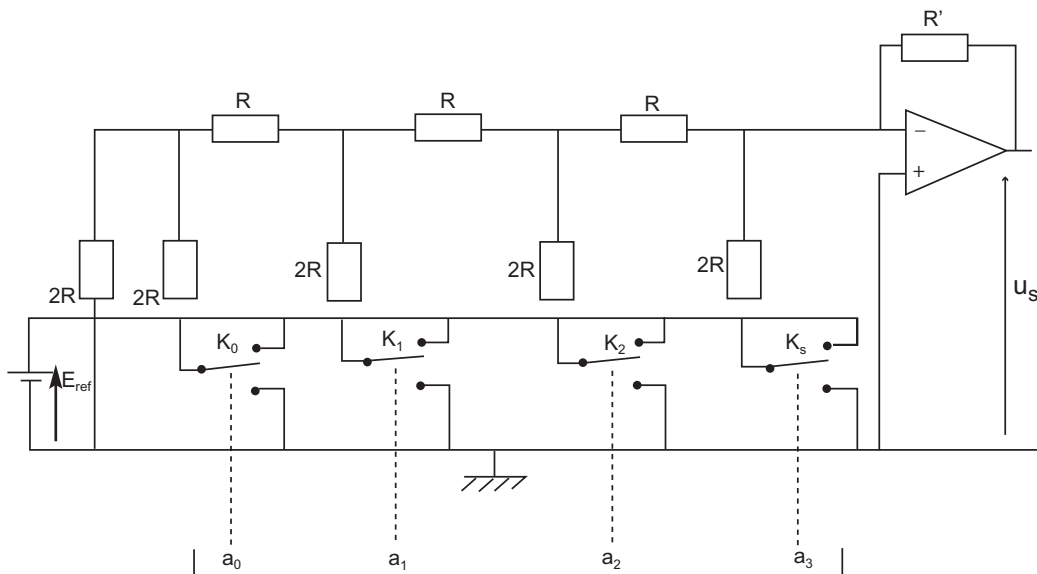 R'
R R R
− +
2R 2R 2R 2R 2R
u_s
K_0 K_1 K_2 K_s
E_ref
a_0 a_1 a_2 a_3